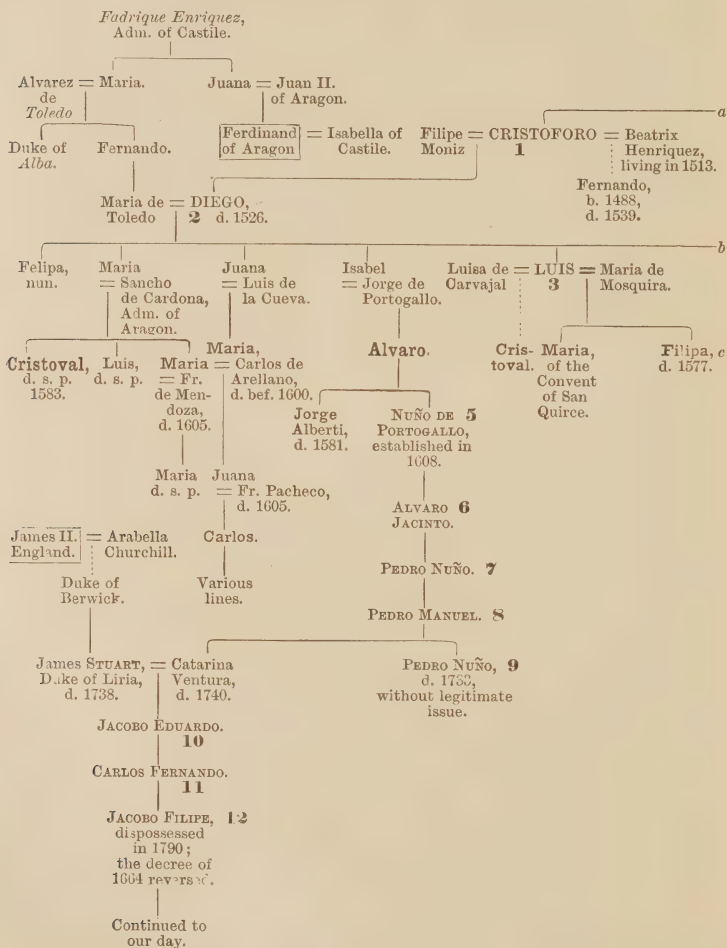 Fadrique Enriquez,
Adm. of Castile.
Alvarez = Maria.
de
Toledo
Juana = Juan II.
of Aragon.
a
Duke of
Alba.
Fernando.
Ferdinand
of Aragon
= Isabella of
Castile.
Filipe
Moniz
= CRISTOFORO =
1
Beatrix
Henriquez,
living in 1513.
Fernando,
b. 1488,
d. 1539.
Maria de = DIEGO,
Toledo 2 d. 1526.
b
Felipa,
nun.
Maria
= Sancho
de Cardona,
Adm. of
Aragon.
Juana
= Luis de
la Cueva.
Isabel
= Jorge de
Portogallo.
Luisa de = LUIS = Maria de
Carvajal 3 Mosquira.
Cristoval,
d. s. p.
1583.
Luis,
d. s. p.
Maria
= Fr.
de Men-
doza,
d. 1605.
Maria,
= Carlos de
Arellano,
d. bef. 1600.
Alvaro.
Cris-
toval.
Maria,
of the
Convent
of San
Quirce.
Filipa, c
d. 1577.
Jorge
Alberti,
d. 1581.
NUÑO DE 5
PORTOGALLO,
established in
1608.
Maria
d. s. p.
Juana
= Fr. Pacheco,
d. 1605.
ALVARO 6
JACINTO.
James II.
England.
= Arabella
Churchill.
Carlos.
PEDRO NUÑO. 7
Duke of
Berwick.
Various
lines.
PEDRO MANUEL. 8
James STUART, = Catarina
Duke of Liria, Ventura,
d. 1738. d. 1740.
PEDRO NUÑO, 9
d. 1733,
without legitimate
issue.
JACOBO EDUARDO.
10
CARLOS FERNANDO.
11
JACOBO FILIPE, 12
dispossessed
in 1790;
the decree of
1664 reversed.
Continued to
our day.